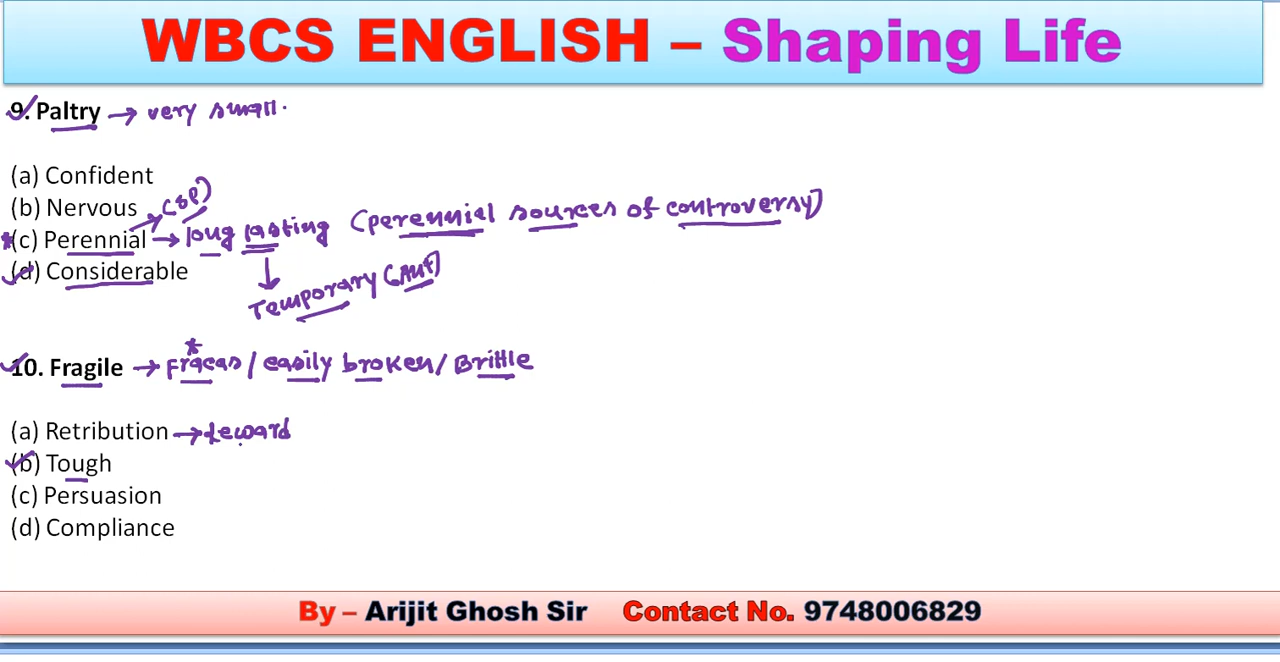 WBCS ENGLISH – Shaping Life
9. Paltry → very small.
(a) Confident
(b) Nervous (SP)
(c) Perennial → long lasting (perennial sources of controversy)
(d) Considerable
Temporary (Ant)
10. Fragile → Fracas / easily broken / Brittle
(a) Retribution → reward
(b) Tough
(c) Persuasion
(d) Compliance
By – Arijit Ghosh Sir Contact No. 9748006829